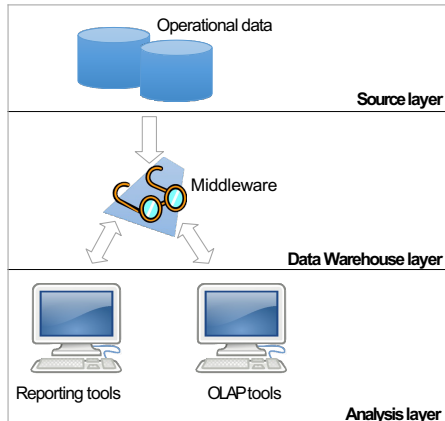 Operational data
Source layer
Middleware
Data Warehouse layer
Reporting tools
OLAP tools
Analysis layer